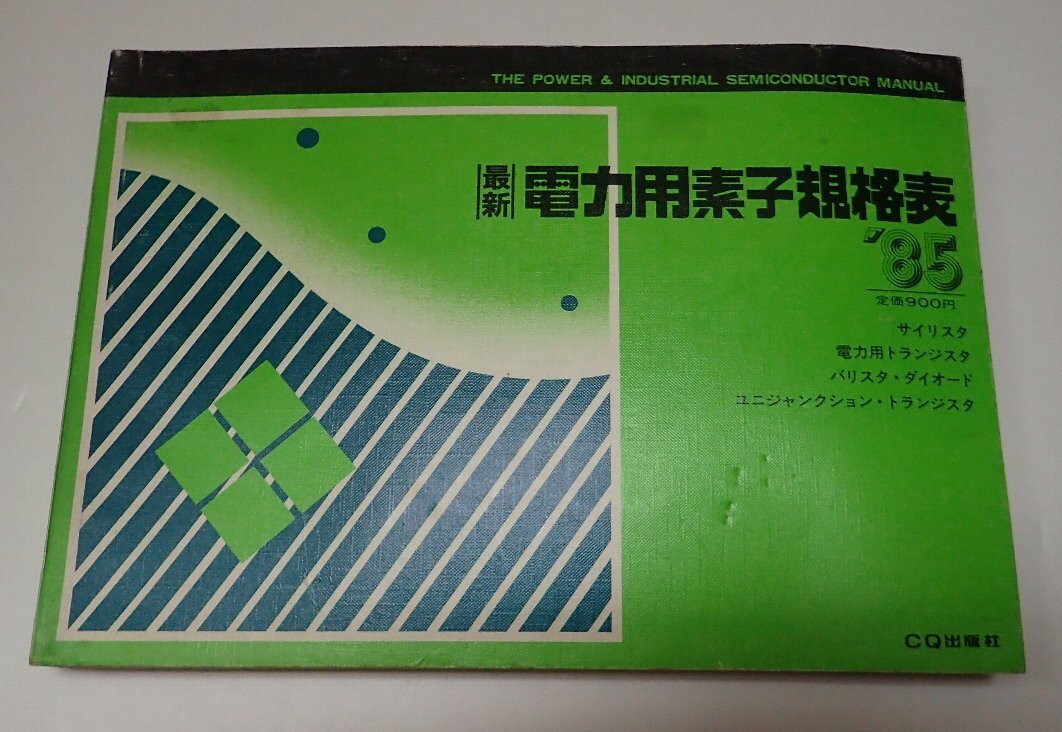 THE POWER & INDUSTRIAL SEMICONDUCTOR MANUAL
最新 電力用素子規格表
'85
定価900円
サイリスタ
電力用トランジスタ
バリスタ・ダイオード
ユニジャンクション・トランジスタ
CQ出版社